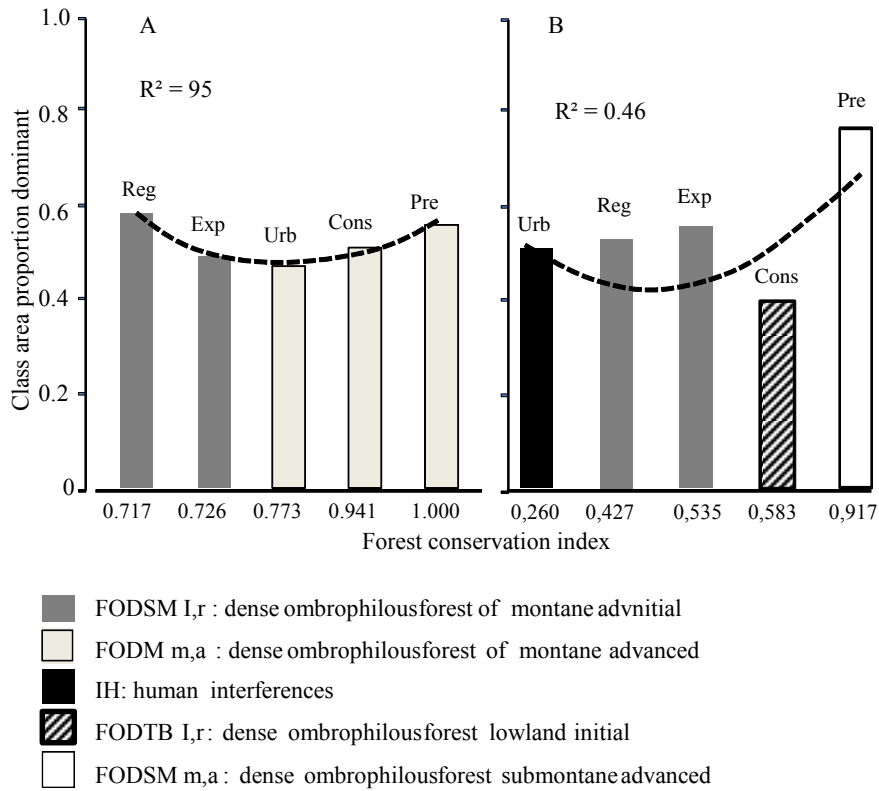 A
B
R² = 95
R² = 0.46
Class area proportion dominant
1.0
0.8
0.6
0.4
0.2
0
Reg
Exp
Urb
Cons
Pre
Urb
Reg
Exp
Cons
Pre
0.717 0.726 0.773 0.941 1.000
0,260 0,427 0,535 0,583 0,917
Forest conservation index
FODSM I,r : dense ombrophilousforest of montane advnitial
FODM m,a : dense ombrophilousforest of montane advanced
IH: human interferences
FODTB I,r : dense ombrophilousforest lowland initial
FODSM m,a : dense ombrophilousforest submontane advanced